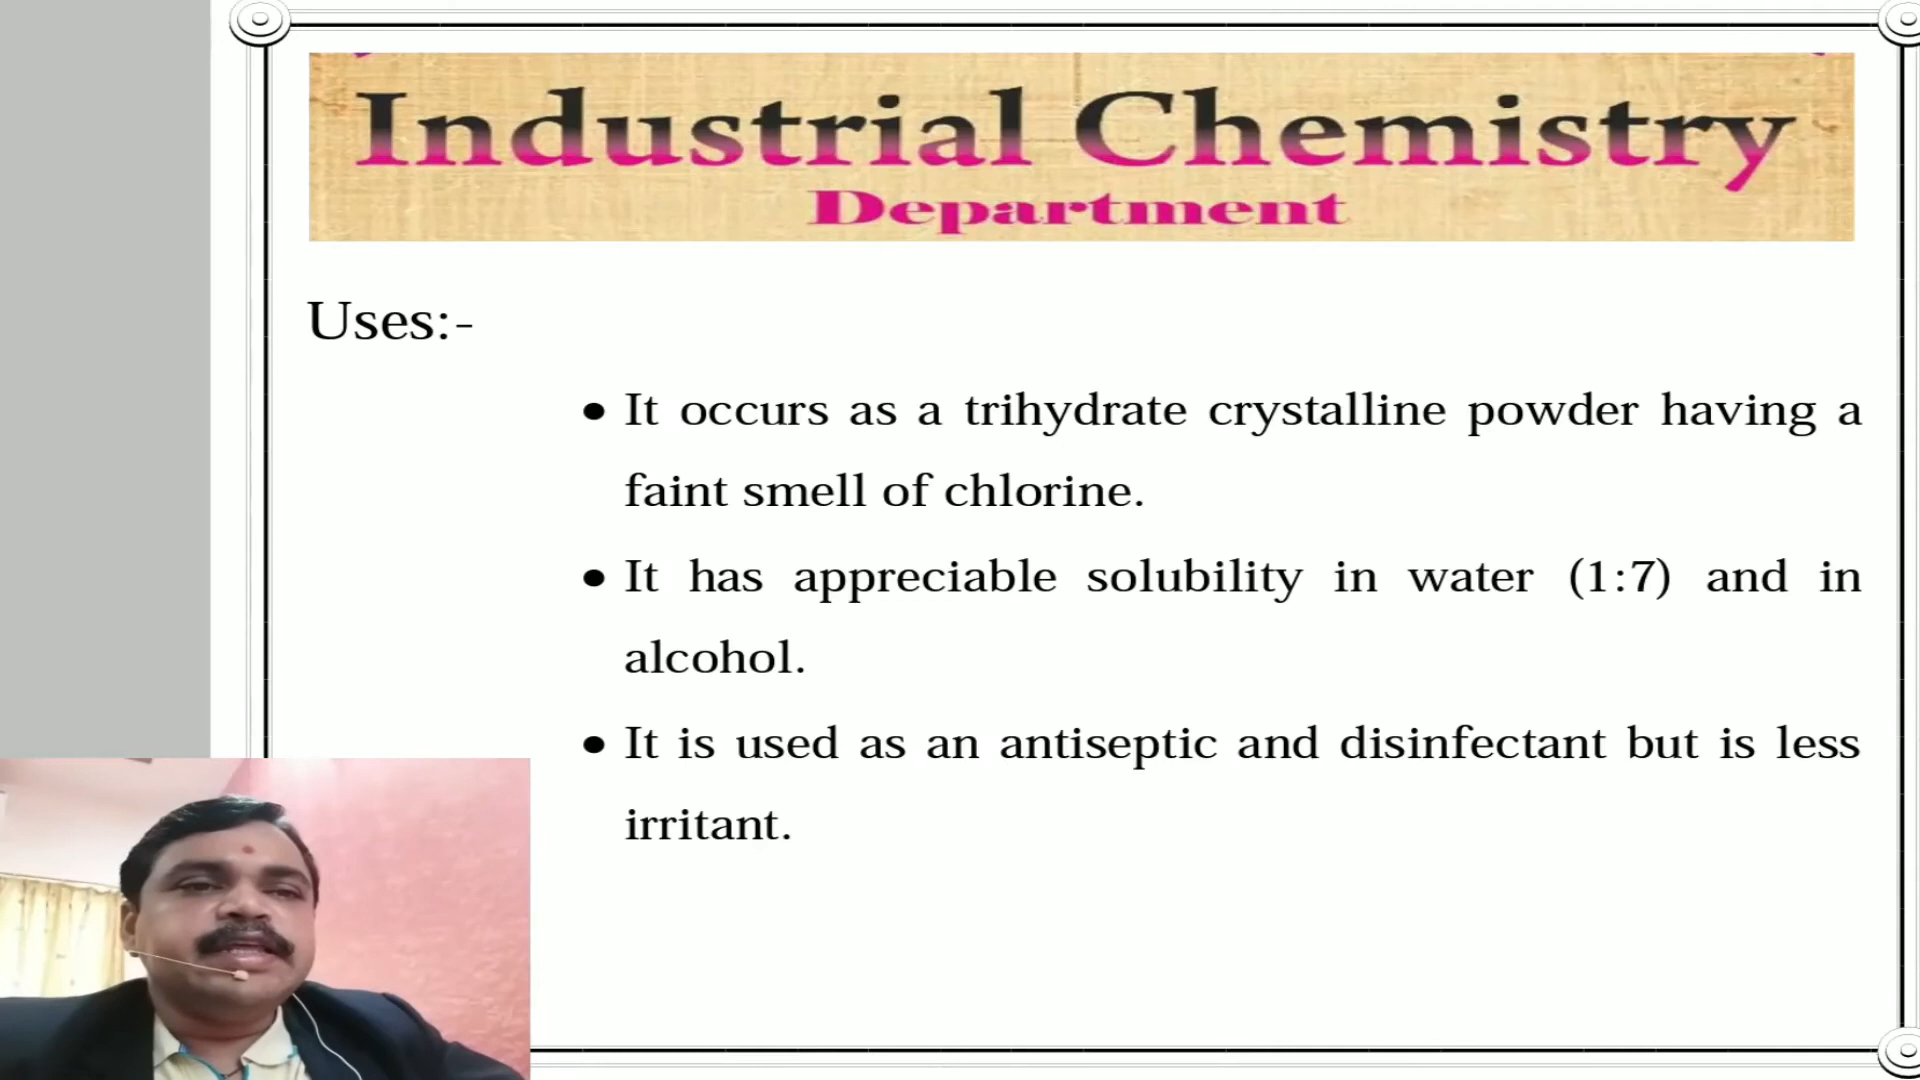 Industrial Chemistry
Department
Uses:-
• It occurs as a trihydrate crystalline powder having a
faint smell of chlorine.
• It has appreciable solubility in water (1:7) and in
alcohol.
• It is used as an antiseptic and disinfectant but is less
irritant.